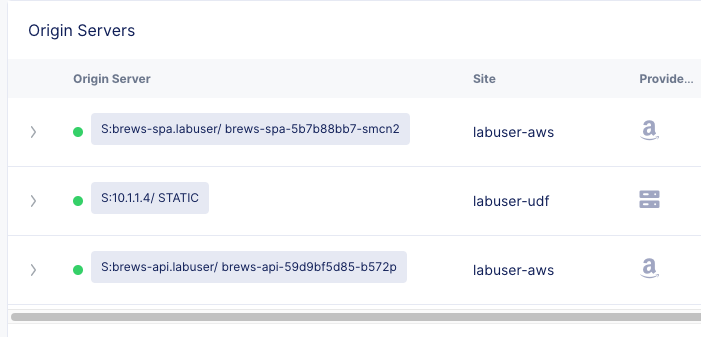 Origin Servers
Origin Server Site Provide...
S:brews-spa.labuser/ brews-spa-5b7b88bb7-smcn2 labuser-aws
S:10.1.1.4/ STATIC labuser-udf
S:brews-api.labuser/ brews-api-59d9bf5d85-b572p labuser-aws